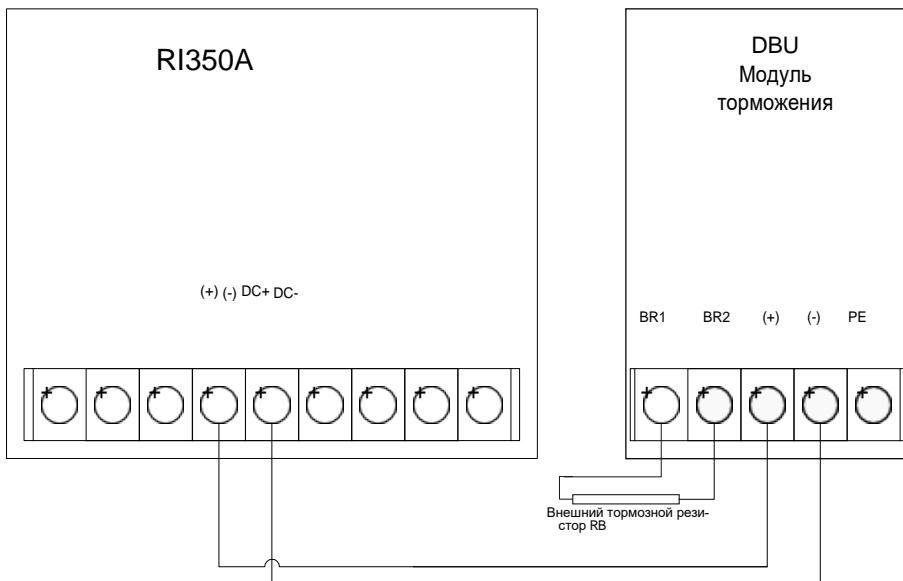 RI350A
DBU
Модуль
торможения
(+) (-) DC+ DC-
BR1 BR2 (+) (-) PE
Внешний тормозной рези-
стор RB